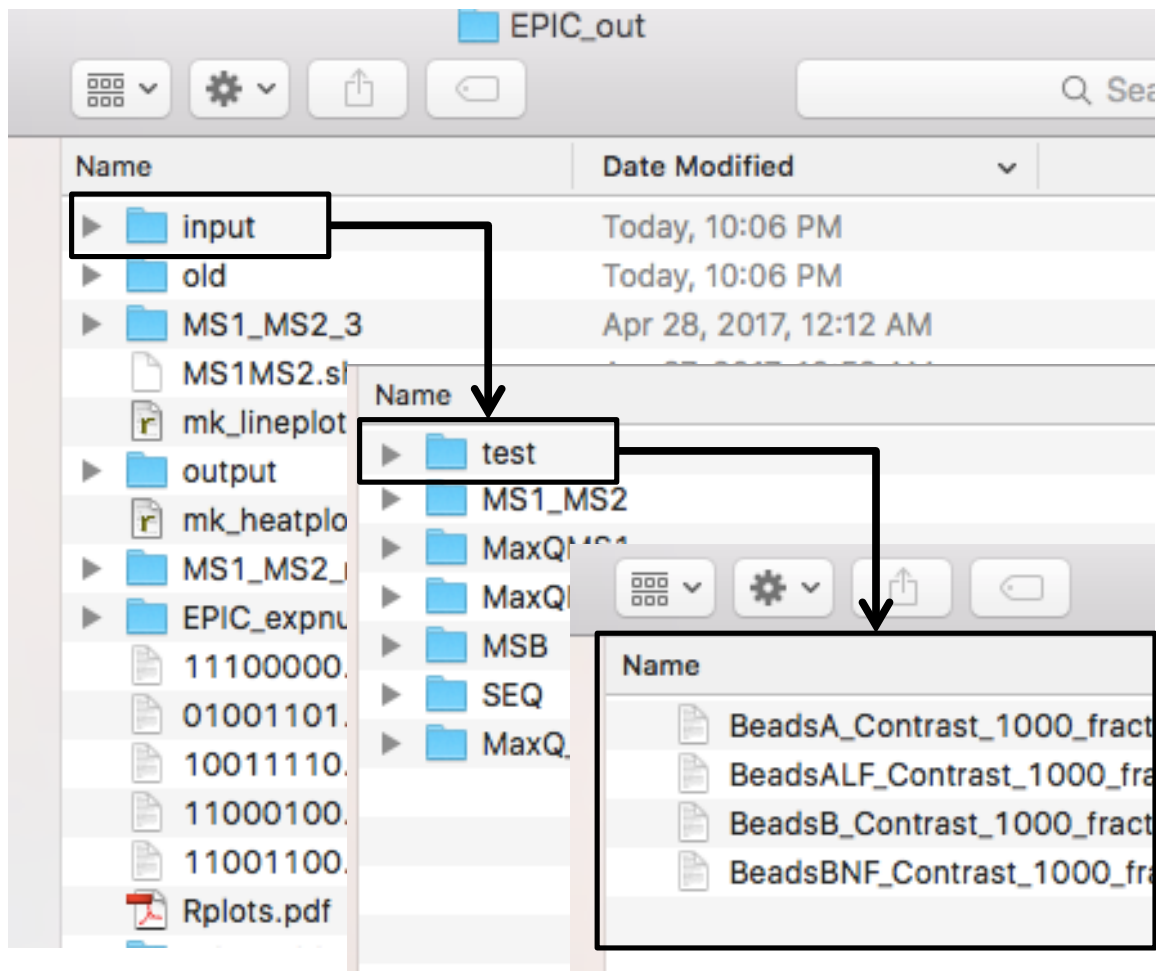 EPIC_out
Sea
Name Date Modified
input Today, 10:06 PM
old Today, 10:06 PM
MS1_MS2_3 Apr 28, 2017, 12:12 AM
MS1MS2.sh
mk_lineplot
output
mk_heatplo
MS1_MS2_
EPIC_expnu
11100000.
01001101.
10011110.
11000100.
11001100.
Rplots.pdf
Name
test
MS1_MS2
MaxQMS1
MaxQ
MSB
SEQ
MaxQ_
Name
BeadsA_Contrast_1000_fract
BeadsALF_Contrast_1000_fra
BeadsB_Contrast_1000_fract
BeadsBNF_Contrast_1000_fra